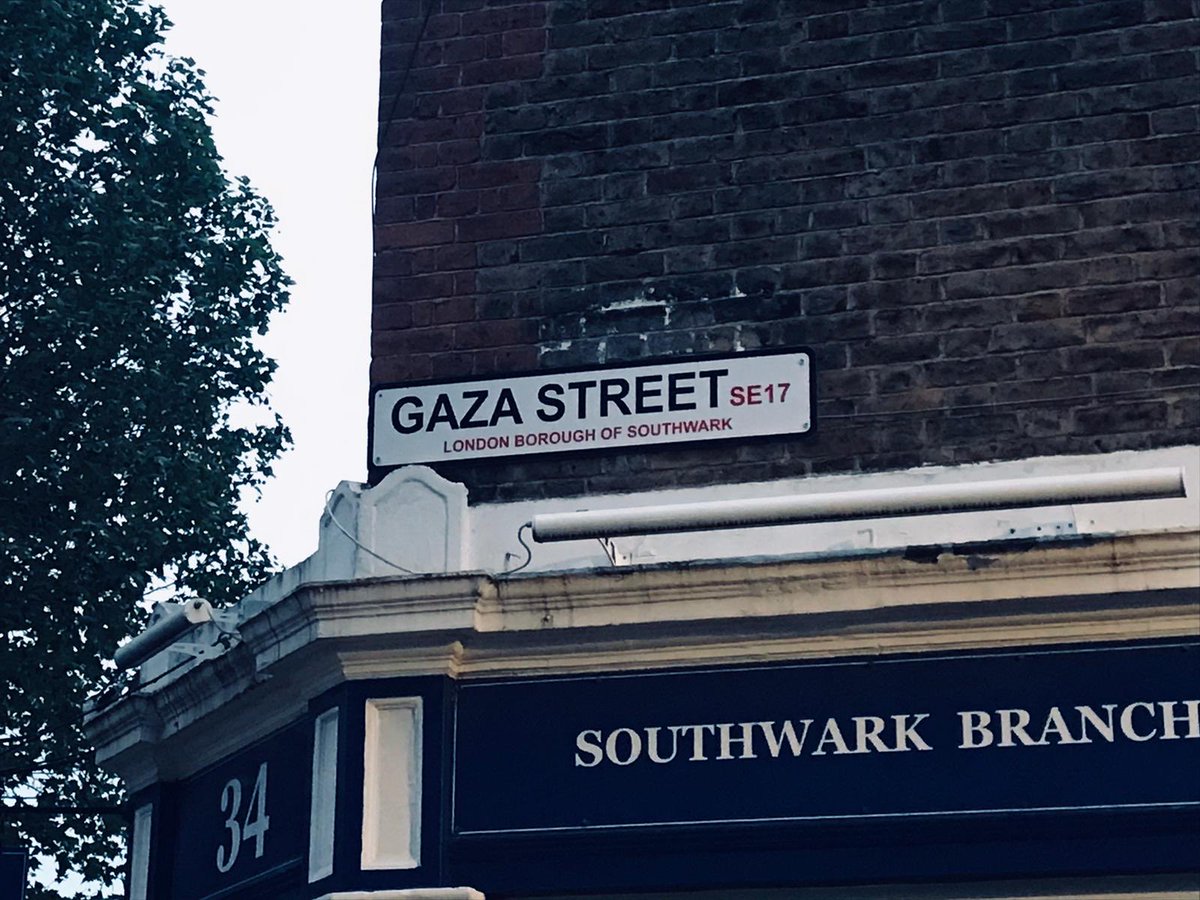 GAZA STREET SE17
LONDON BOROUGH OF SOUTHWARK
SOUTHWARK BRANCH
34